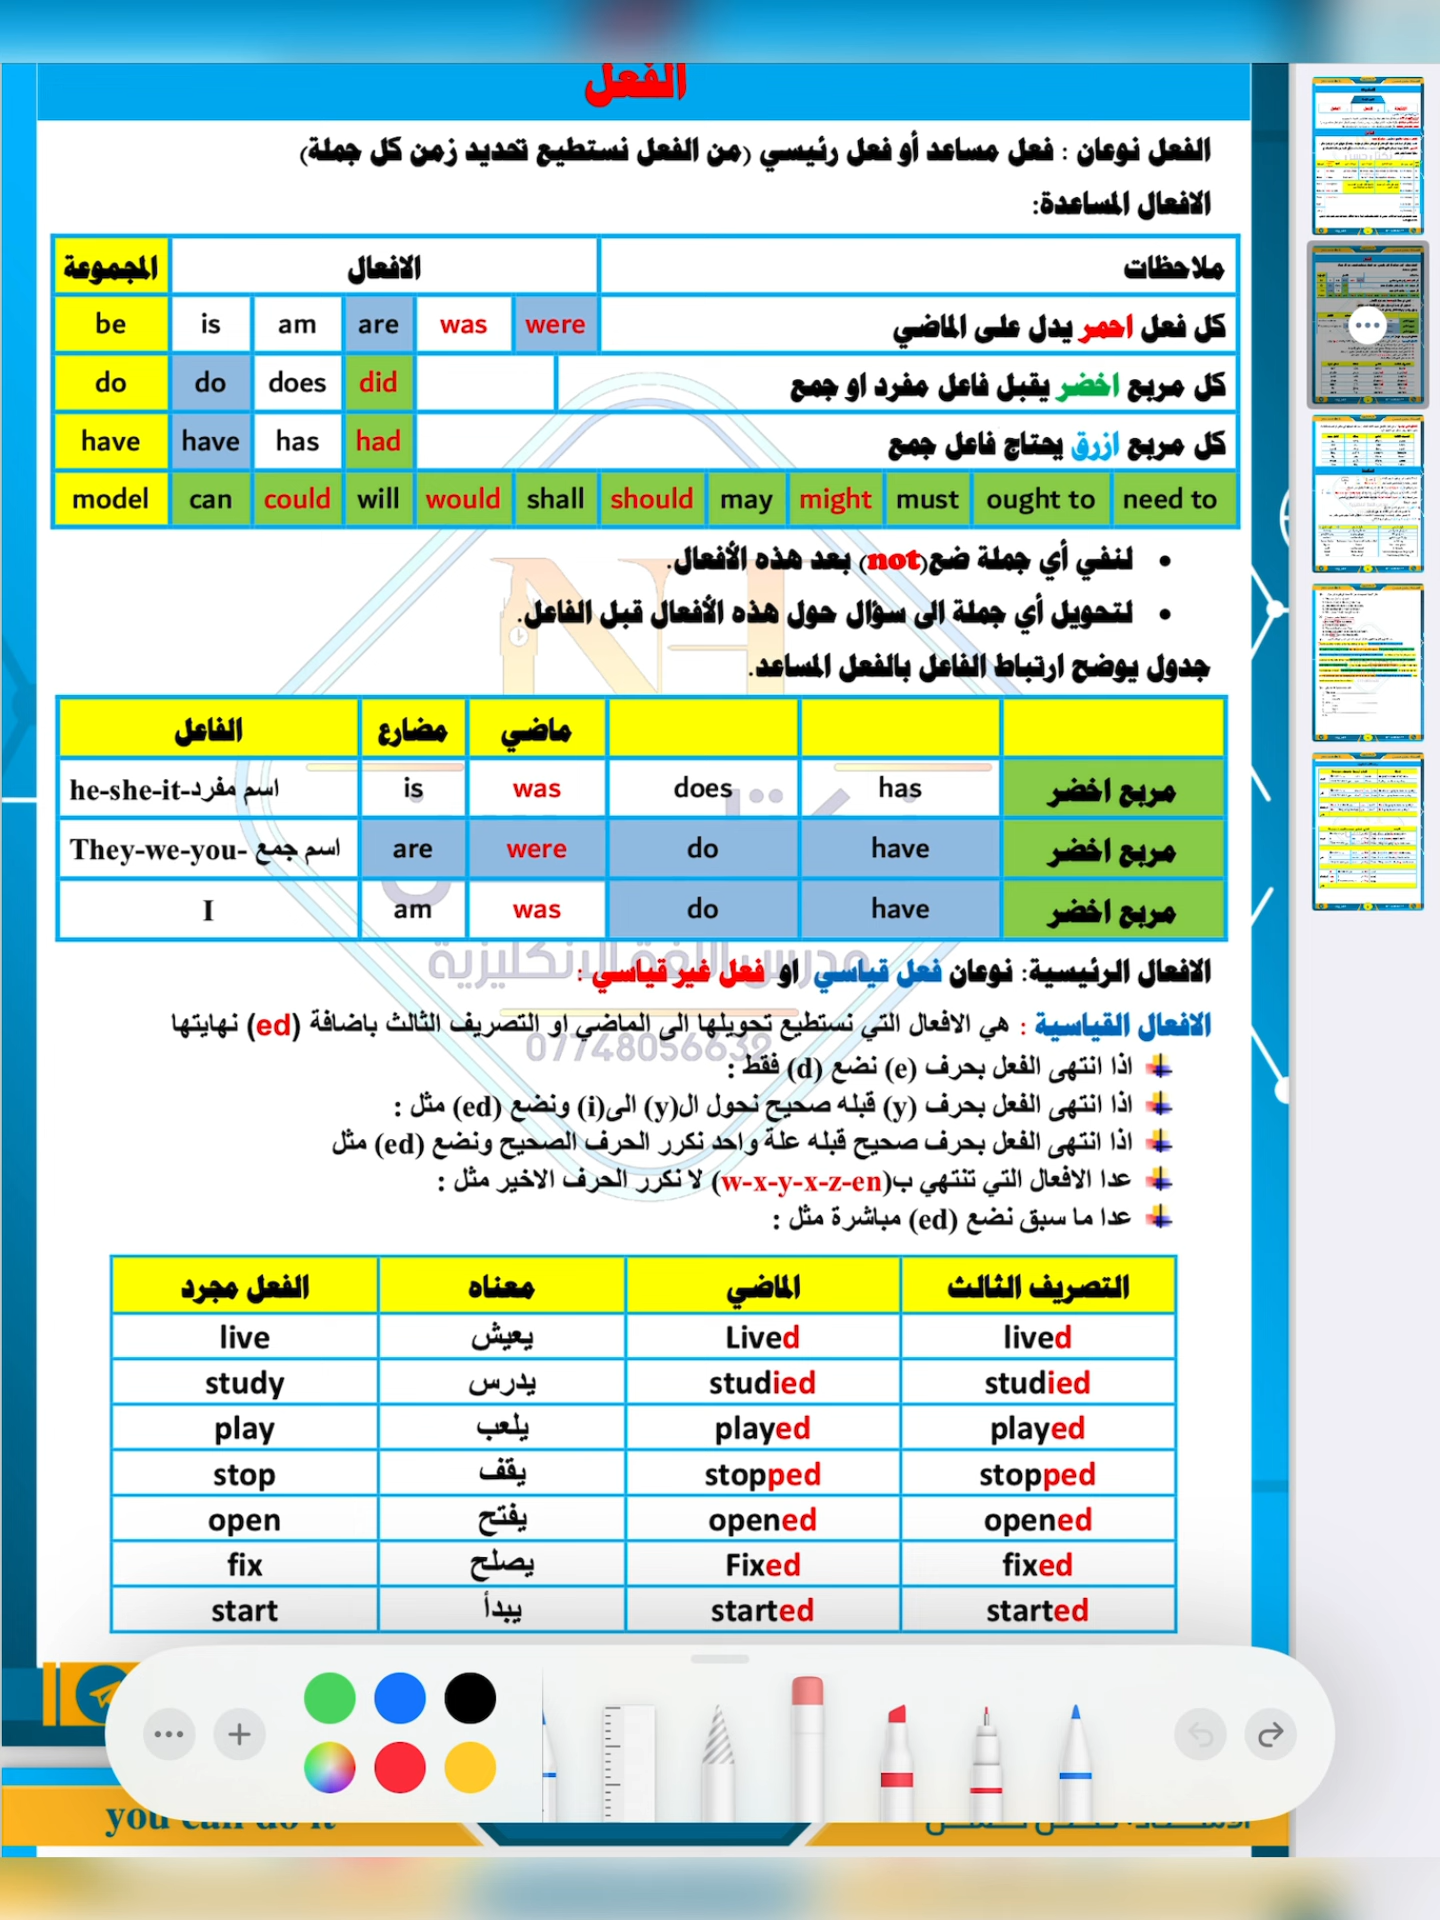 الفعل
الفعل نوعان : فعل مساعد أو فعل رئيسي (من الفعل نستطيع تحديد زمن كل جملة)
الافعال المساعدة:
المجموعة الافعال ملاحظات
be is am are was were كل فعل احمر يدل على الماضي
do do does did كل مربع اخضر يقبل فاعل مفرد او جمع
have have has had كل مربع ازرق يحتاج فاعل جمع
model can could will would shall should may might must ought to need to
• لنفي أي جملة ضع(not) بعد هذه الأفعال.
• لتحويل أي جملة الى سؤال حول هذه الأفعال قبل الفاعل.
جدول يوضح ارتباط الفاعل بالفعل المساعد.
الفاعل مضارع ماضي
he-she-it-اسم مفرد is was does has مربع اخضر
They-we-you- اسم جمع are were do have مربع اخضر
I am was do have مربع اخضر
الافعال الرئيسية: نوعان فعل قياسي او فعل غير قياسي :
مدرس اللغة الانكليزية
الافعال القياسية : هي الافعال التي نستطيع تحويلها الى الماضي او التصريف الثالث باضافة (ed) نهايتها
07748056632
اذا انتهى الفعل بحرف (e) نضع (d) فقط :
اذا انتهى الفعل بحرف (y) قبله صحيح نحول ال(y) الى(i) ونضع (ed) مثل :
اذا انتهى الفعل بحرف صحيح قبله علة واحد نكرر الحرف الصحيح ونضع (ed) مثل
عدا الافعال التي تنتهي ب(w-x-y-x-z-en) لا نكرر الحرف الاخير مثل :
عدا ما سبق نضع (ed) مباشرة مثل :
الفعل مجرد معناه الماضي التصريف الثالث
live يعيش Lived lived
study يدرس studied studied
play يلعب played played
stop يقف stopped stopped
open يفتح opened opened
fix يصلح Fixed fixed
start يبدأ started started
you can do it